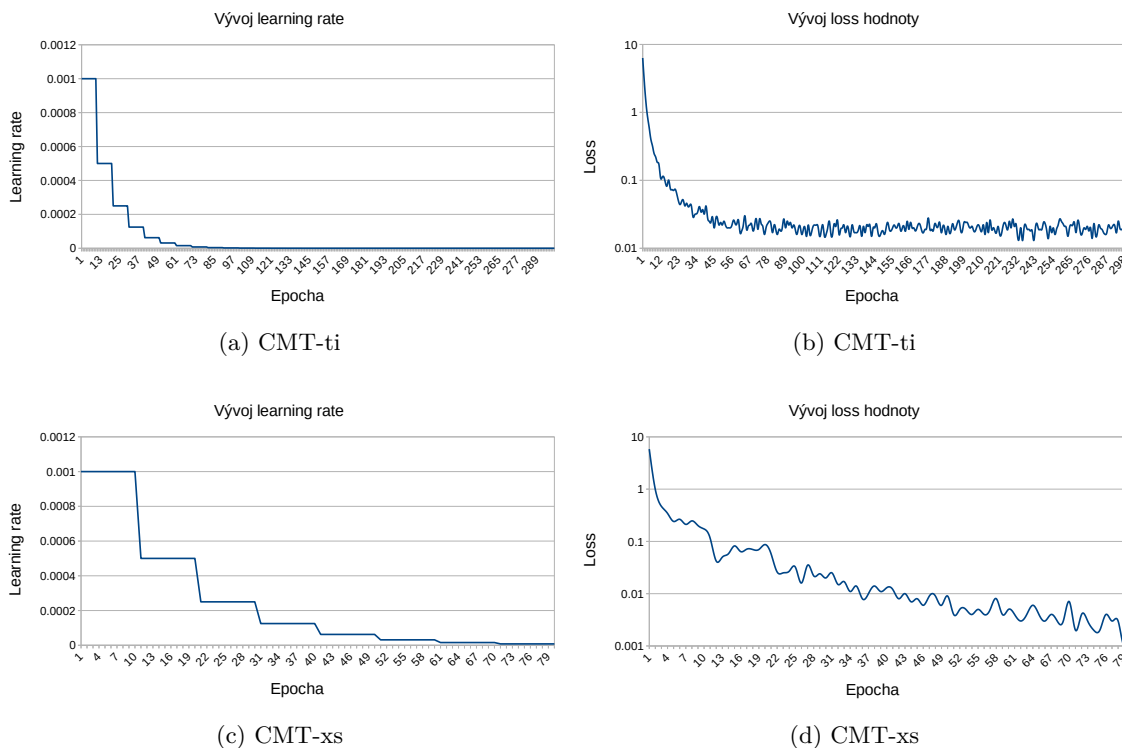 Vývoj learning rate
0.0012
0.001
0.0008
0.0006
0.0004
0.0002
0
Learning rate
1 13 25 37 49 61 73 85 97 109 121 133 145 157 169 181 193 205 217 229 241 253 265 277 289
Epocha
(a) CMT-ti
Vývoj loss hodnoty
10
1
0.1
0.01
Loss
1 12 23 34 45 56 67 78 89 100 111 122 133 144 155 166 177 188 199 210 221 232 243 254 265 276 287 298
Epocha
(b) CMT-ti
Vývoj learning rate
0.0012
0.001
0.0008
0.0006
0.0004
0.0002
0
Learning rate
1 4 7 10 13 16 19 22 25 28 31 34 37 40 43 46 49 52 55 58 61 64 67 70 73 76 79
Epocha
(c) CMT-xs
Vývoj loss hodnoty
10
1
0.1
0.01
0.001
Loss
1 4 7 10 13 16 19 22 25 28 31 34 37 40 43 46 49 52 55 58 61 64 67 70 73 76 79
Epocha
(d) CMT-xs